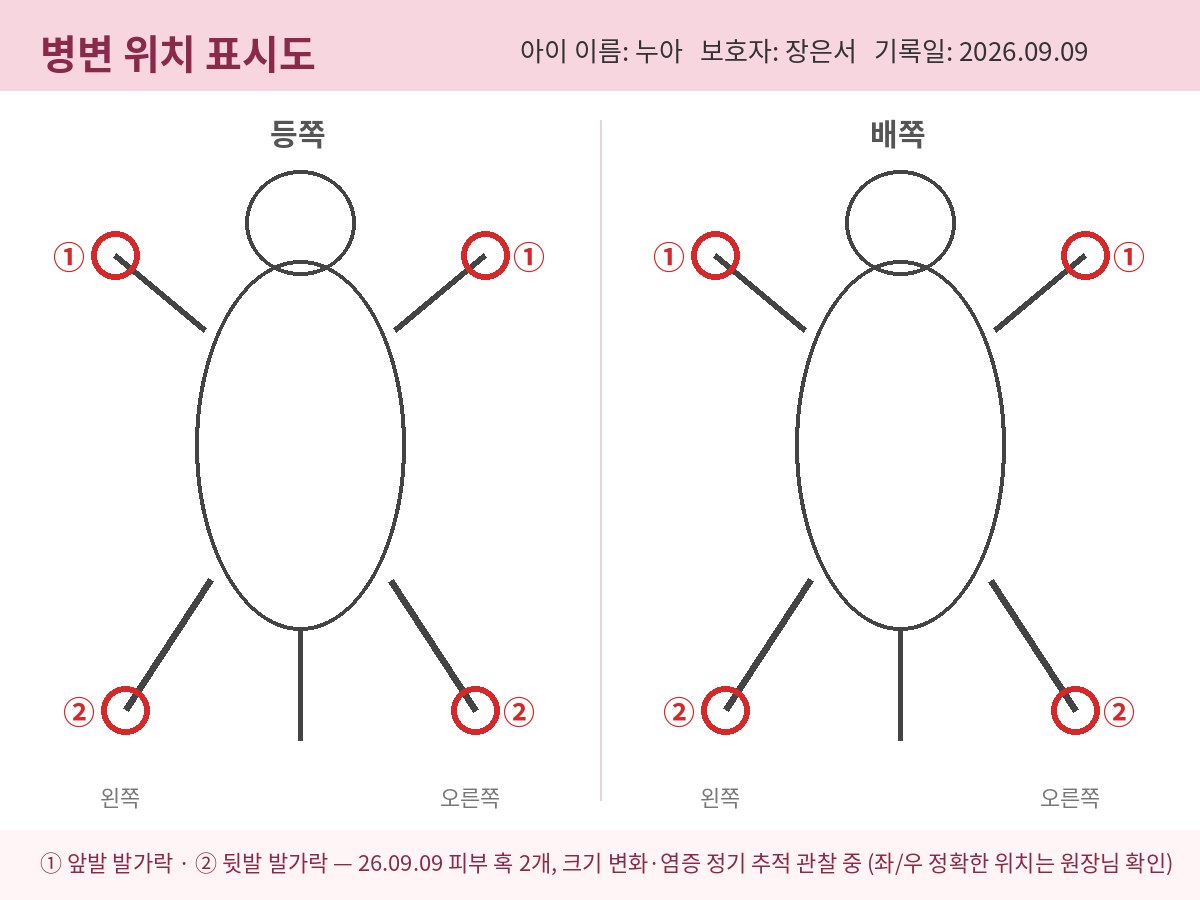 병변 위치 표시도
아이 이름: 누아 보호자: 장은서 기록일: 2026.09.09
등쪽
① ①
② ②
왼쪽 오른쪽
배쪽
① ①
② ②
왼쪽 오른쪽
① 앞발 발가락 · ② 뒷발 발가락 — 26.09.09 피부 혹 2개, 크기 변화·염증 정기 추적 관찰 중 (좌/우 정확한 위치는 원장님 확인)